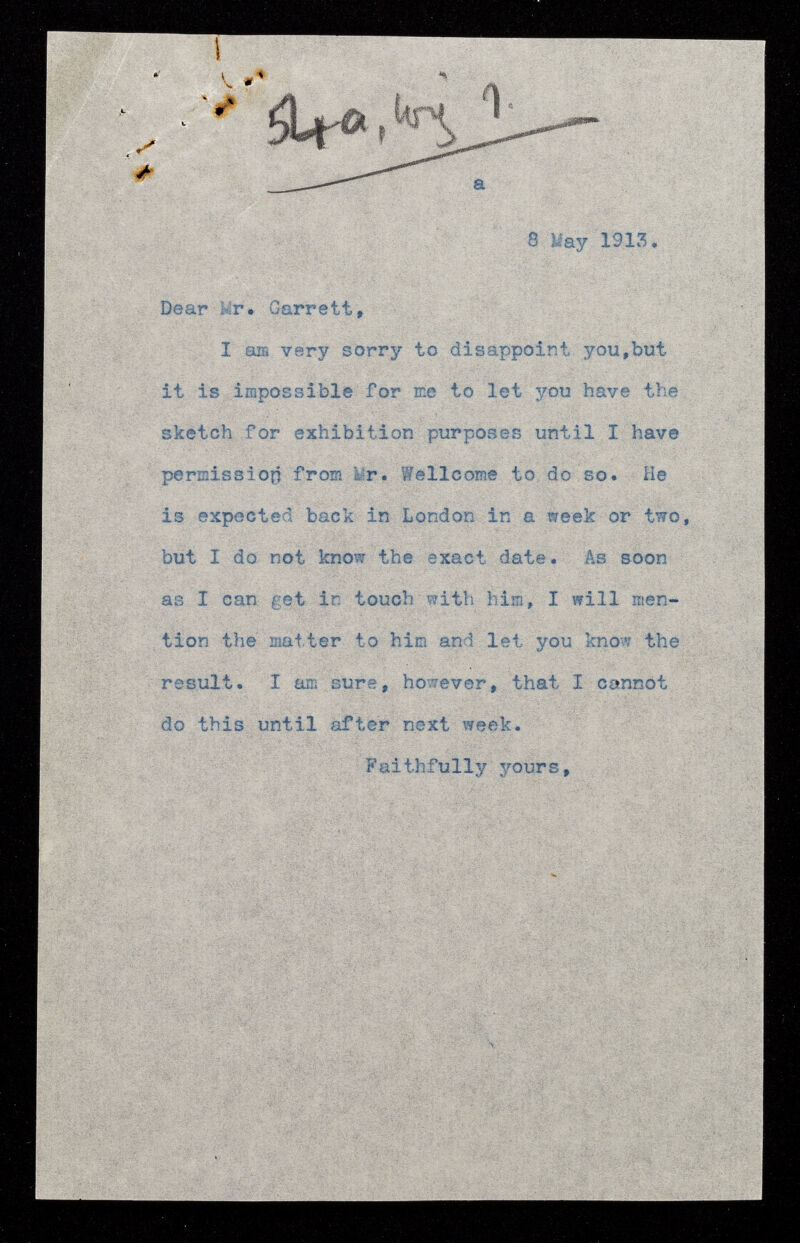 a
8 May 1913.
Dear Mr. Garrett,
I am very sorry to disappoint you,but
it is impossible for me to let you have the
sketch for exhibition purposes until I have
permission from Mr. Wellcome to do so. He
is expected back in London in a week or two,
but I do not know the exact date. As soon
as I can get in touch with him, I will men-
tion the matter to him and let you know the
result. I am sure, however, that I cannot
do this until after next week.
Faithfully yours,